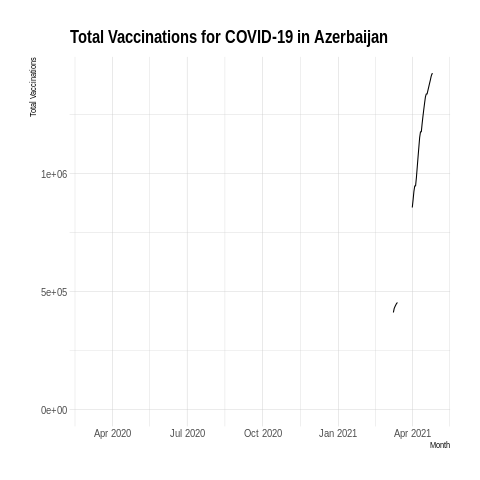 Total Vaccinations for COVID-19 in Azerbaijan
Total Vaccinations
1e+06
5e+05
0e+00
Apr 2020 Jul 2020 Oct 2020 Jan 2021 Apr 2021
Month